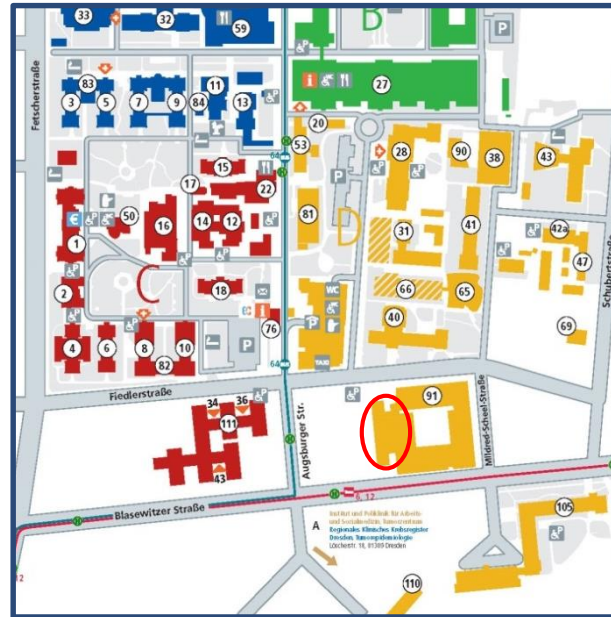 33
32
59
B
P
83
3
5
7
9
84
11
13
27
Fetscherstraße
20
53
64
15
17
22
28
90
38
43
P
€
50
16
14
12
81
D
1
31
41
42a
47
C
2
18
66
65
WC
76
P
40
69
Schubertstraße
4
6
8
10
82
64
TAXI
Fiedlerstraße
34
36
111
43
Augsburger Str.
91
Mildred-Scheel-Straße
Blasewitzer Straße
6, 12
12
A
Institut und Poliklinik für Arbeits-
und Sozialmedizin, Tumorzentrum
Regionales Klinisches Krebsregister
Dresden, Tumorepidemiologie
Löscherstr. 18, 01309 Dresden
105
110